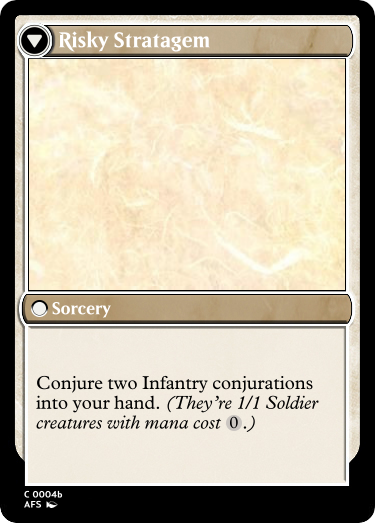 Risky Stratagem
Sorcery
Conjure two Infantry conjurations
into your hand. (They're 1/1 Soldier
creatures with mana cost 0.)
C 0004b
AFS